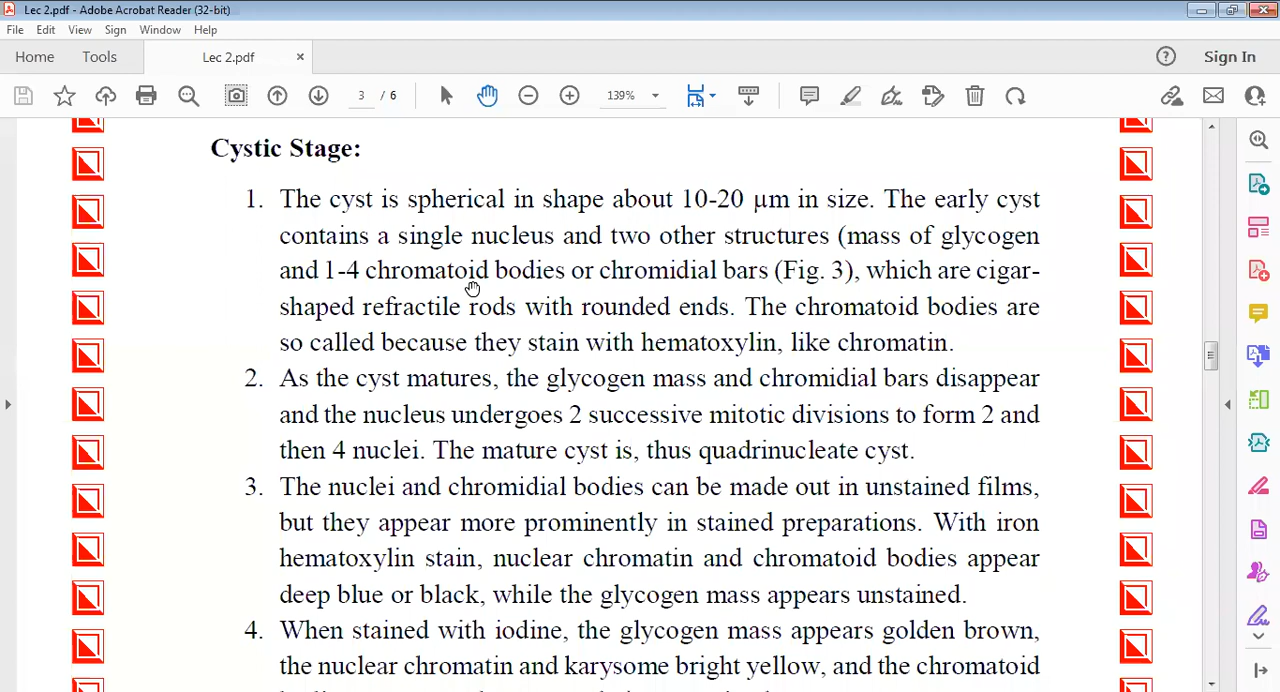 Lec 2.pdf - Adobe Acrobat Reader (32-bit)
File Edit View Sign Window Help
Home Tools Lec 2.pdf × Sign In
3 / 6 139%
Cystic Stage:
1. The cyst is spherical in shape about 10-20 µm in size. The early cyst
contains a single nucleus and two other structures (mass of glycogen
and 1-4 chromatoid bodies or chromidial bars (Fig. 3), which are cigar-
shaped refractile rods with rounded ends. The chromatoid bodies are
so called because they stain with hematoxylin, like chromatin.
2. As the cyst matures, the glycogen mass and chromidial bars disappear
and the nucleus undergoes 2 successive mitotic divisions to form 2 and
then 4 nuclei. The mature cyst is, thus quadrinucleate cyst.
3. The nuclei and chromidial bodies can be made out in unstained films,
but they appear more prominently in stained preparations. With iron
hematoxylin stain, nuclear chromatin and chromatoid bodies appear
deep blue or black, while the glycogen mass appears unstained.
4. When stained with iodine, the glycogen mass appears golden brown,
the nuclear chromatin and karysome bright yellow, and the chromatoid